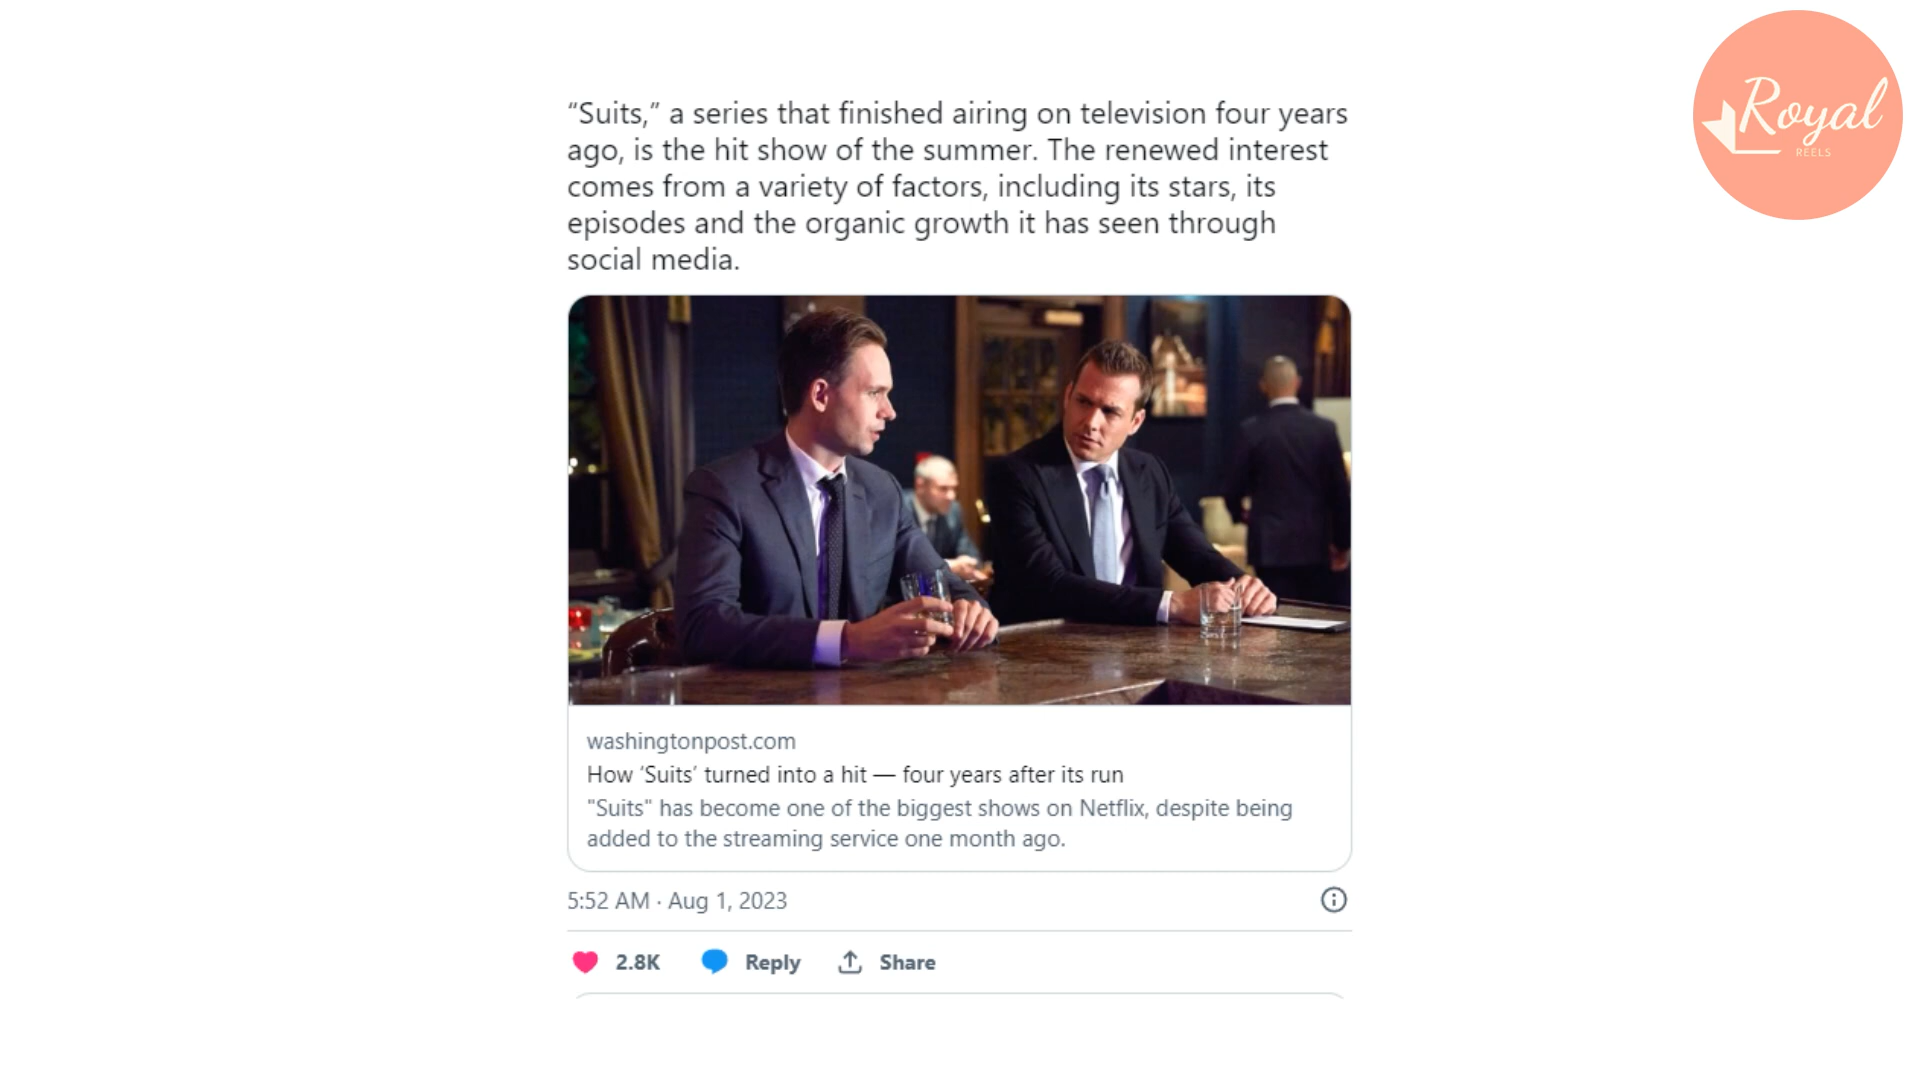 “Suits,” a series that finished airing on television four years
ago, is the hit show of the summer. The renewed interest
comes from a variety of factors, including its stars, its
episodes and the organic growth it has seen through
social media.
Royal
REELS
washingtonpost.com
How ‘Suits’ turned into a hit — four years after its run
"Suits" has become one of the biggest shows on Netflix, despite being
added to the streaming service one month ago.
5:52 AM · Aug 1, 2023
2.8K Reply Share